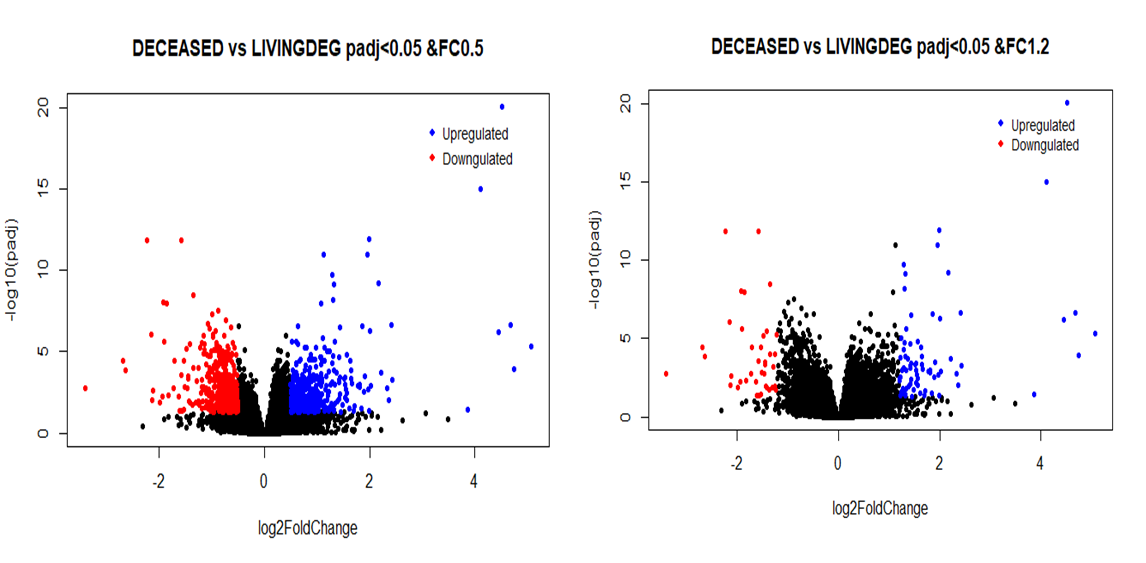 DECEASED vs LIVINGDEG padj<0.05 &FC0.5
20
15
10
5
0
-log10(padj)
Upregulated
Downgulated
-2 0 2 4
log2FoldChange
DECEASED vs LIVINGDEG padj<0.05 &FC1.2
20
15
10
5
0
-log10(padj)
Upregulated
Downgulated
-2 0 2 4
log2FoldChange